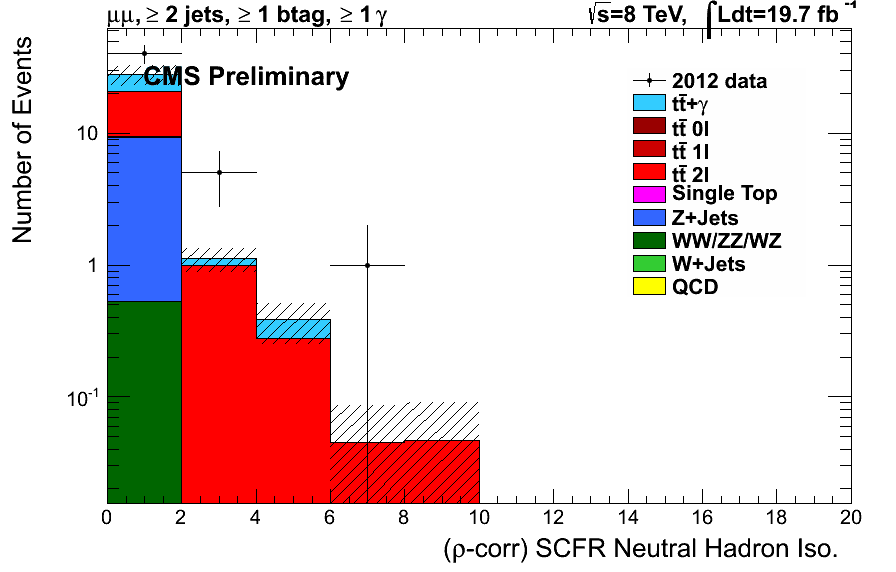 μμ, ≥ 2 jets, ≥ 1 btag, ≥ 1 γ
√s=8 TeV, ∫Ldt=19.7 fb⁻¹
CMS Preliminary
2012 data
tt̄+γ
tt̄ 0l
tt̄ 1l
tt̄ 2l
Single Top
Z+Jets
WW/ZZ/WZ
W+Jets
QCD
Number of Events
10
1
10⁻¹
0 2 4 6 8 10 12 14 16 18 20
(ρ-corr) SCFR Neutral Hadron Iso.